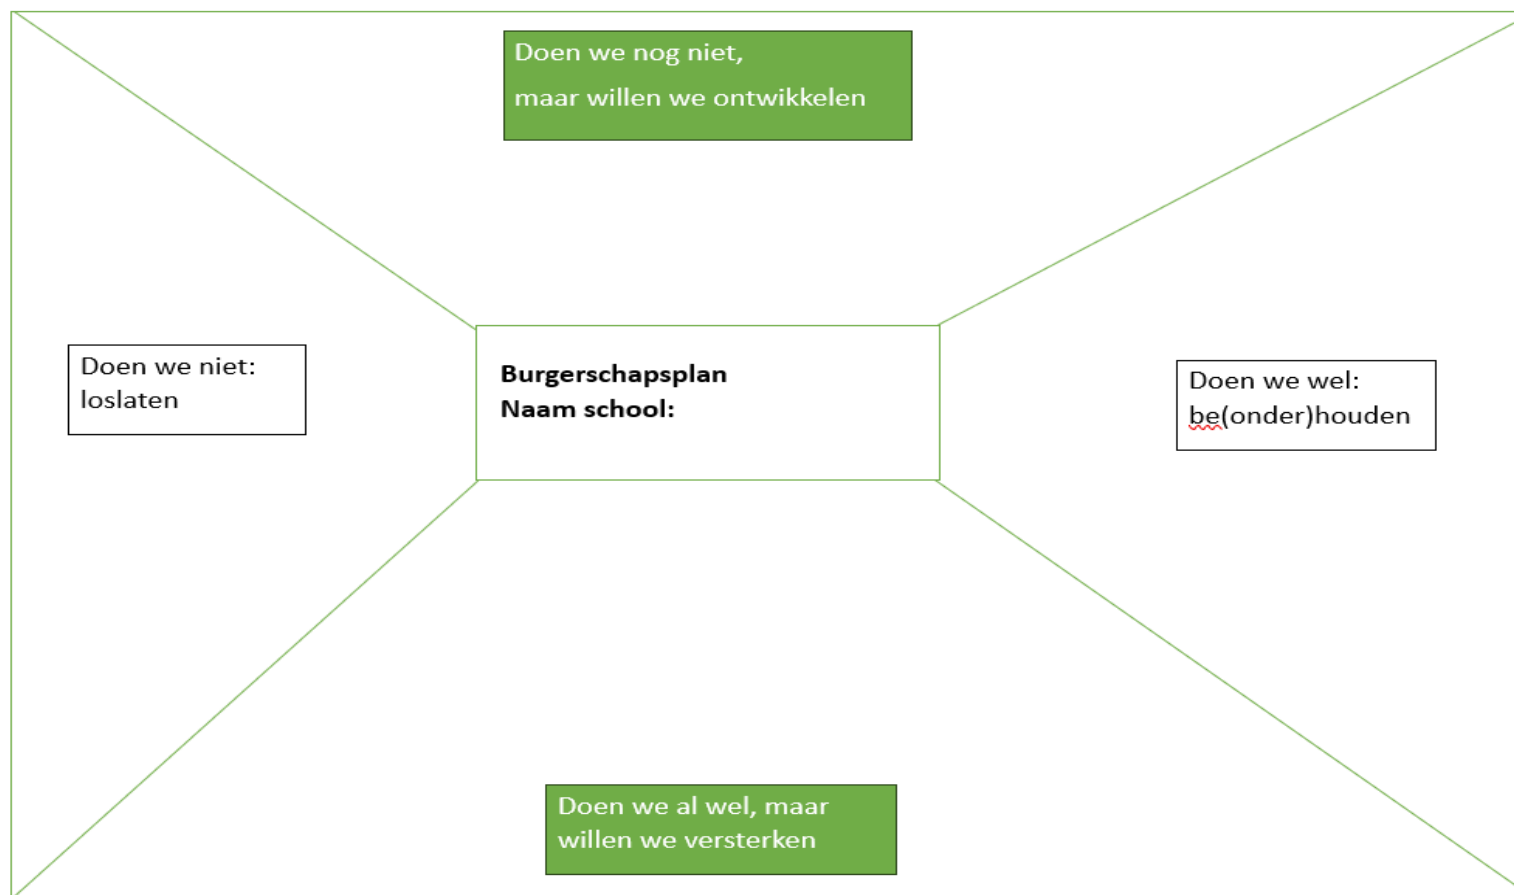 Doen we nog niet,
maar willen we ontwikkelen
Doen we niet:
loslaten
Burgerschapsplan
Naam school:
Doen we wel:
be(onder)houden
Doen we al wel, maar
willen we versterken